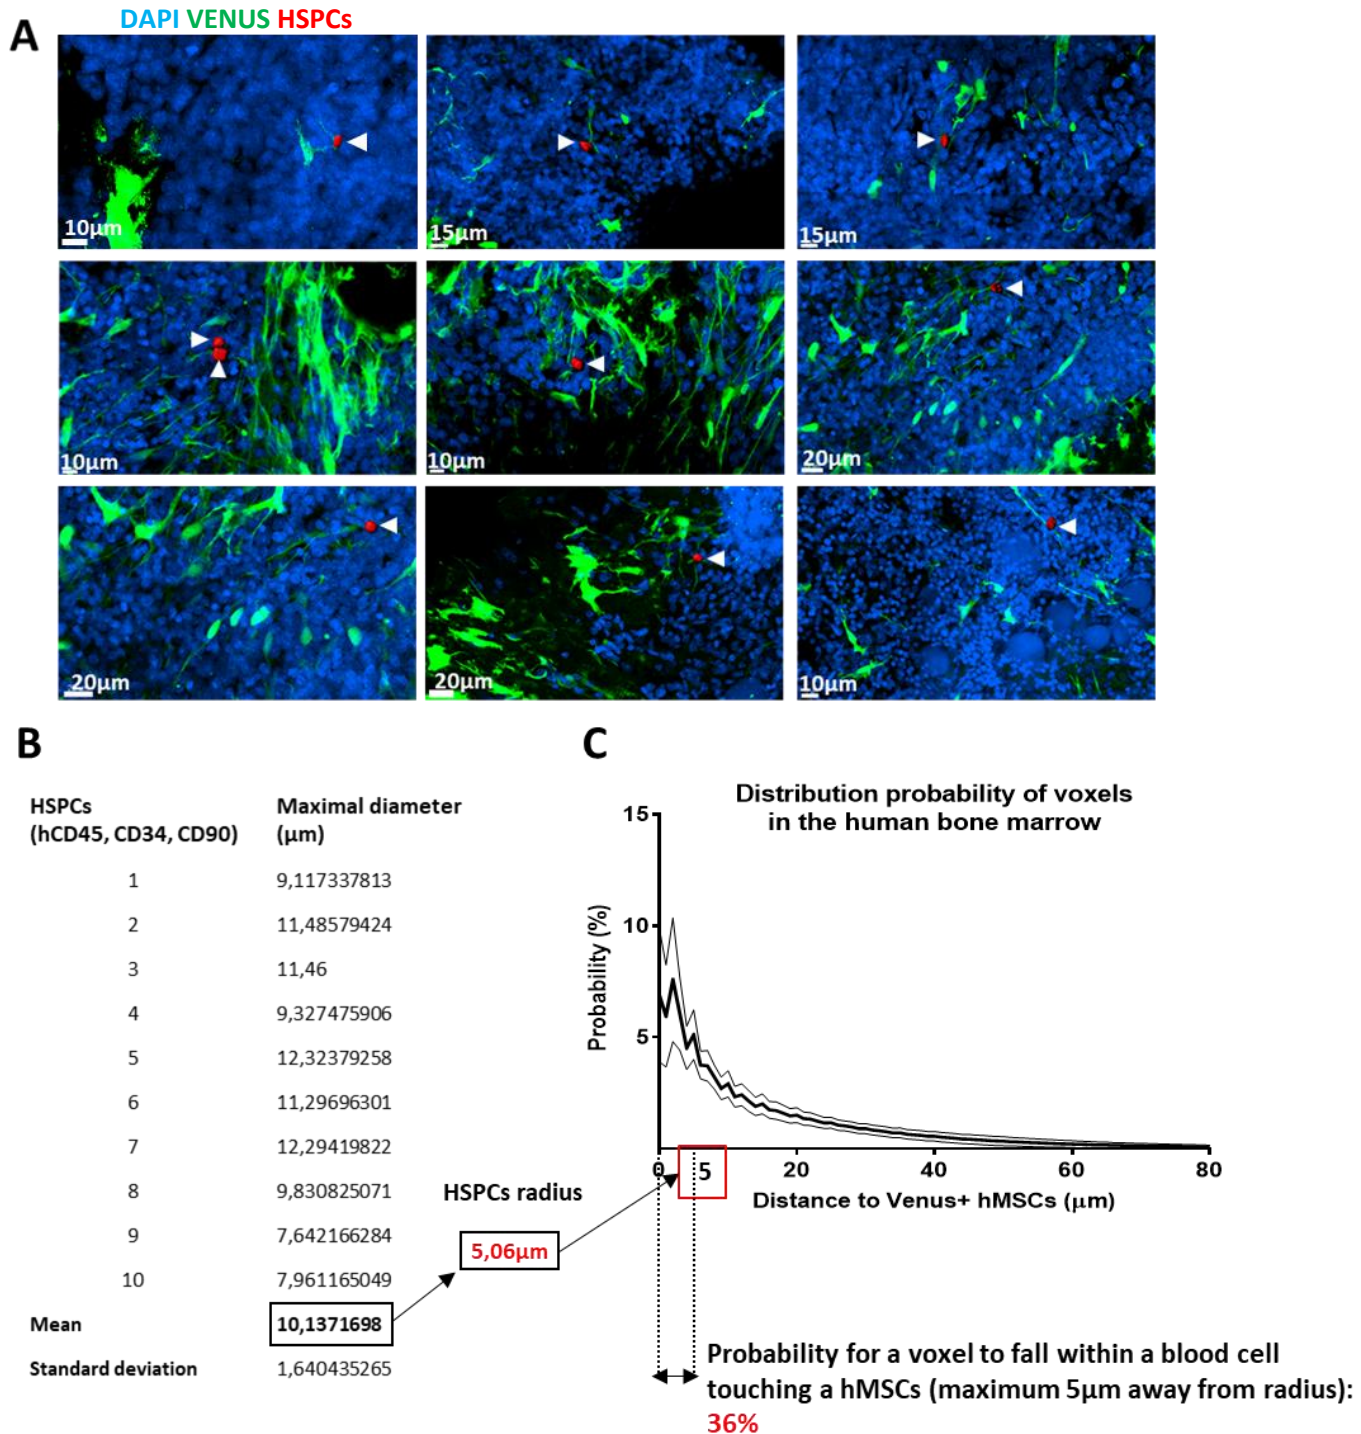 A
DAPI VENUS HSPCs
10µm
15µm
15µm
10µm
10µm
20µm
20µm
20µm
10µm
B
HSPCs
(hCD45, CD34, CD90)
Maximal diameter
(µm)
1 9,117337813
2 11,48579424
3 11,46
4 9,327475906
5 12,32379258
6 11,29696301
7 12,29419822
8 9,830825071
9 7,642166284
10 7,961165049
Mean 10,1371698
Standard deviation 1,640435265
HSPCs radius
5,06µm
C
Distribution probability of voxels
in the human bone marrow
Probability (%)
15
10
5
0 5 20 40 60 80
Distance to Venus+ hMSCs (µm)
Probability for a voxel to fall within a blood cell
touching a hMSCs (maximum 5µm away from radius):
36%